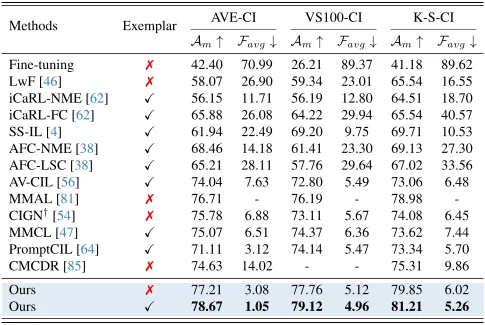 Methods Exemplar AVE-CI VS100-CI K-S-CI
𝒜m ↑ ℱavg ↓ 𝒜m ↑ ℱavg ↓ 𝒜m ↑ ℱavg ↓
Fine-tuning ✗ 42.40 70.99 26.21 89.37 41.18 89.62
LwF [46] ✗ 58.07 26.90 59.34 23.01 65.54 16.55
iCaRL-NME [62] ✓ 56.15 11.71 56.19 12.80 64.51 18.70
iCaRL-FC [62] ✓ 65.88 26.08 64.22 29.94 65.54 40.57
SS-IL [4] ✓ 61.94 22.49 69.20 9.75 69.71 10.53
AFC-NME [38] ✓ 68.46 14.18 61.41 23.30 69.13 27.30
AFC-LSC [38] ✓ 65.21 28.11 57.76 29.64 67.02 33.56
AV-CIL [56] ✓ 74.04 7.63 72.80 5.49 73.06 6.48
MMAL [81] ✗ 76.71 - 76.19 - 78.98 -
CIGN† [54] ✗ 75.78 6.88 73.11 5.67 74.08 6.45
MMCL [47] ✓ 75.07 6.51 74.37 6.36 73.62 7.44
PromptCIL [64] ✓ 71.11 3.12 74.14 5.47 73.34 5.70
CMCDR [85] ✗ 74.63 14.02 - - 75.31 9.86
Ours ✗ 77.21 3.08 77.76 5.12 79.85 6.02
Ours ✓ 78.67 1.05 79.12 4.96 81.21 5.26